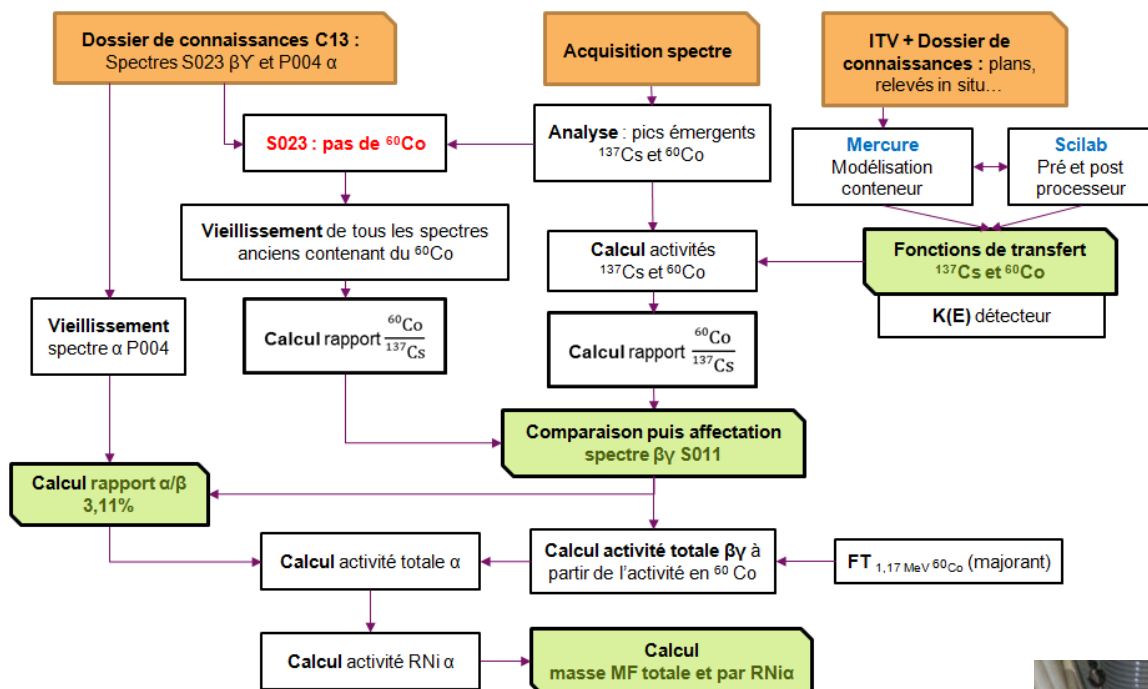 Dossier de connaissances C13 :
Spectres S023 βϒ et P004 α
Acquisition spectre
ITV + Dossier de
connaissances : plans,
relevés in situ…
S023 : pas de ⁶⁰Co
Analyse : pics émergents
¹³⁷Cs et ⁶⁰Co
Mercure
Modélisation
conteneur
Scilab
Pré et post
processeur
Vieillissement de tous les spectres
anciens contenant du ⁶⁰Co
Calcul activités
¹³⁷Cs et ⁶⁰Co
Fonctions de transfert
¹³⁷Cs et ⁶⁰Co
K(E) détecteur
Vieillissement
spectre α P004
Calcul rapport ⁶⁰Co/¹³⁷Cs
Calcul rapport ⁶⁰Co/¹³⁷Cs
Comparaison puis affectation
spectre βγ S011
Calcul rapport α/β
3,11%
Calcul activité totale α
Calcul activité totale βγ à
partir de l'activité en ⁶⁰ Co
FT 1,17 MeV ⁶⁰Co (majorant)
Calcul activité RNi α
Calcul
masse MF totale et par RNiα